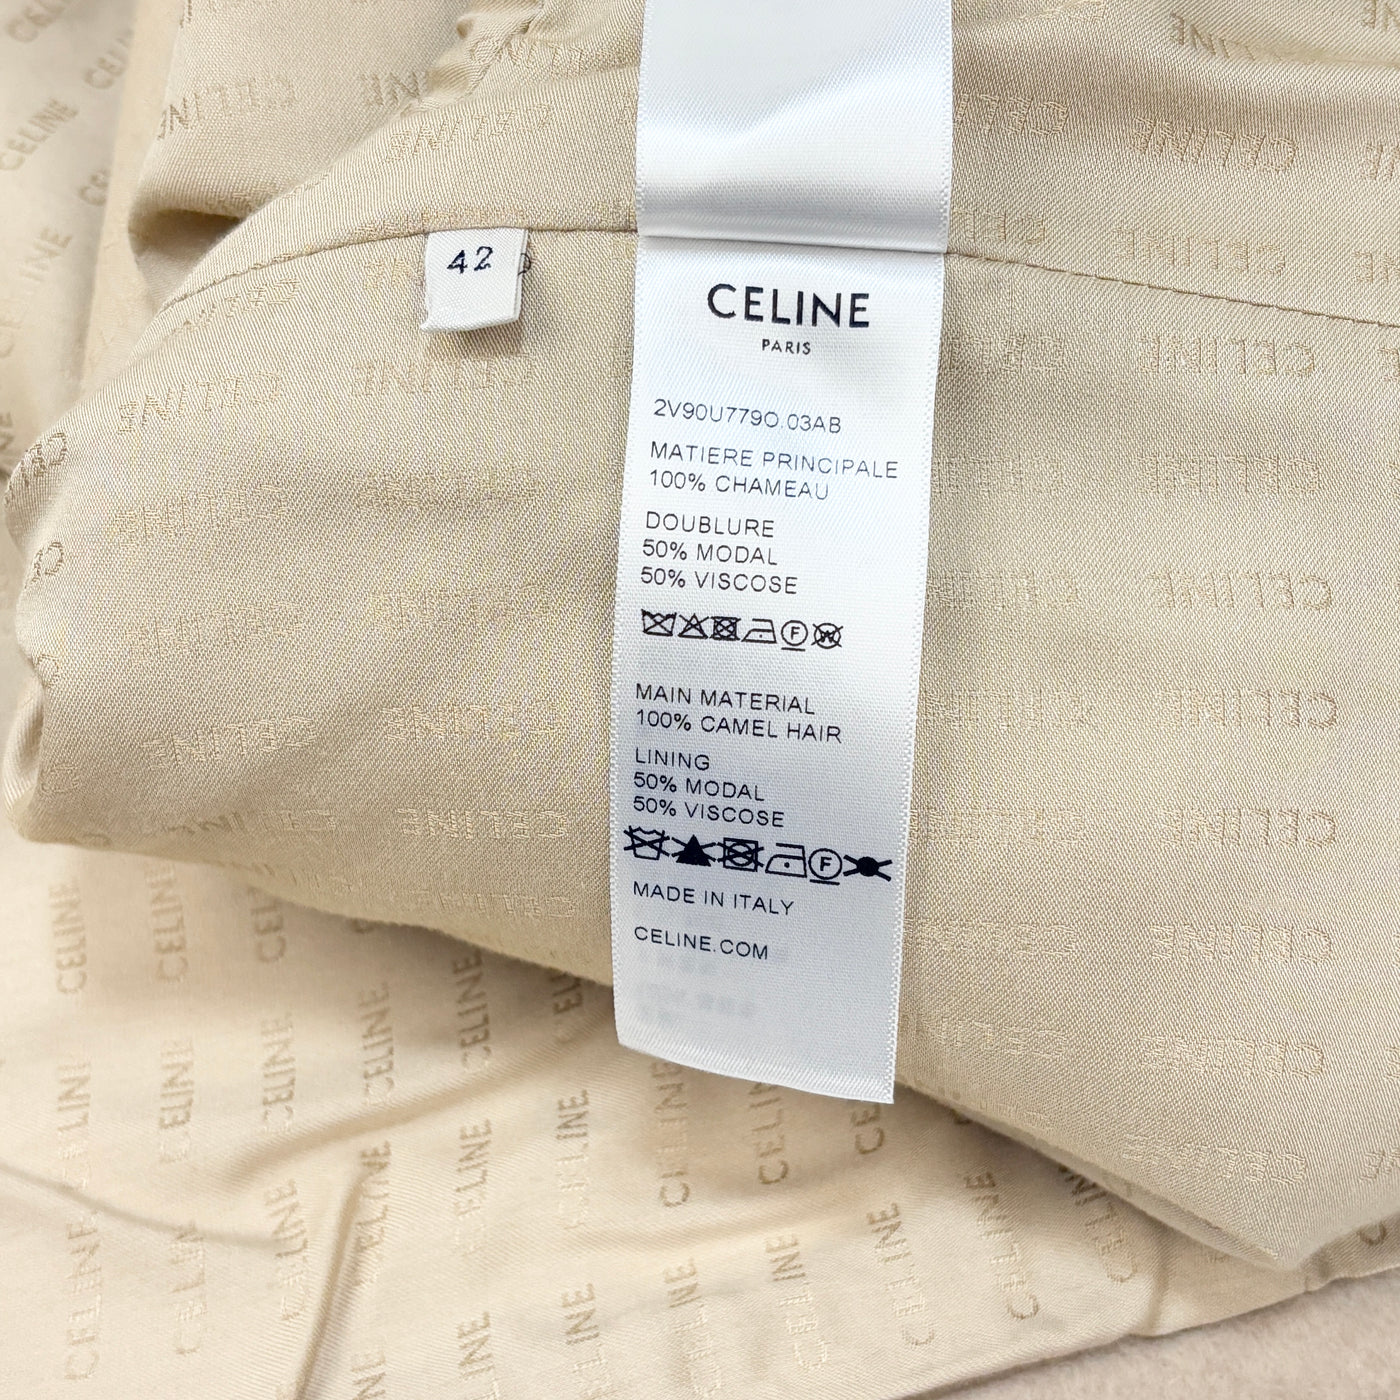 42
CELINE
PARIS
2V90U779O.03AB
MATIERE PRINCIPALE
100% CHAMEAU
DOUBLURE
50% MODAL
50% VISCOSE
F W
MAIN MATERIAL
100% CAMEL HAIR
LINING
50% MODAL
50% VISCOSE
F
MADE IN ITALY
CELINE.COM